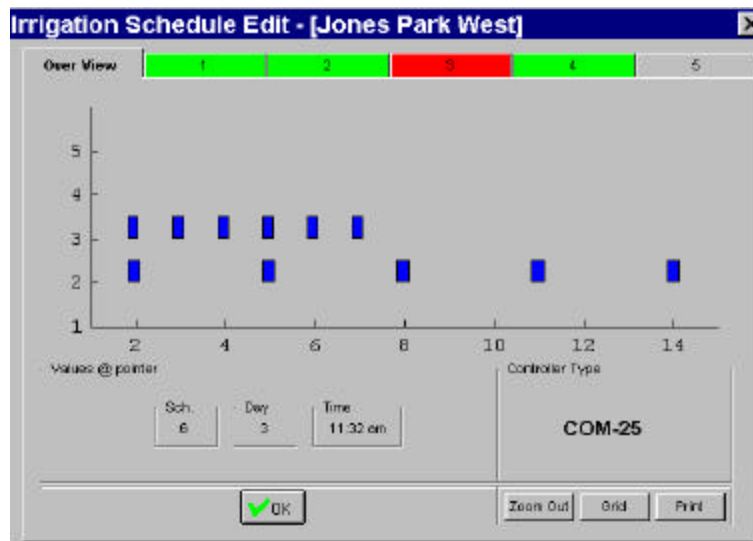 Irrigation Schedule Edit - [Jones Park West]
Over View 1 2 3 4 5
5
4
3
2
1
2 4 6 8 10 12 14
Values @ pointer
Controller Type
Sch. Day Time
6 3 11:32 am
COM-25
OK
Zoom Out Grid Print